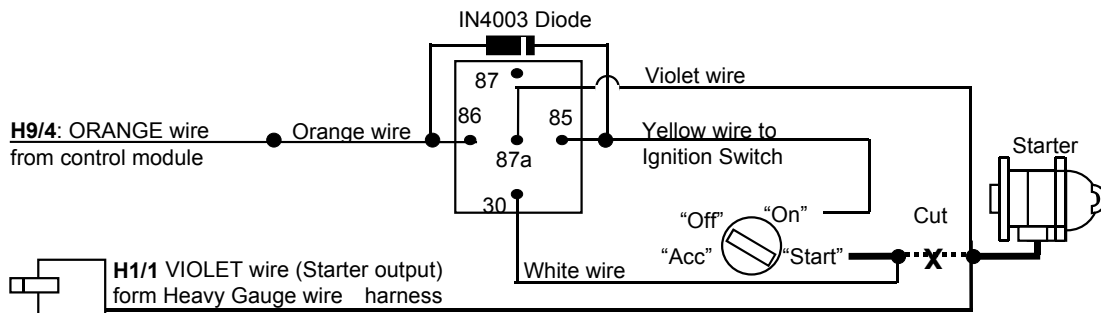 IN4003 Diode
87
Violet wire
86
85
H9/4: ORANGE wire
Orange wire
Yellow wire to
from control module
87a
Ignition Switch
Starter
30
“Off”
“On”
Cut
“Acc”
“Start”
X
White wire
H1/1 VIOLET wire (Starter output)
form Heavy Gauge wire harness